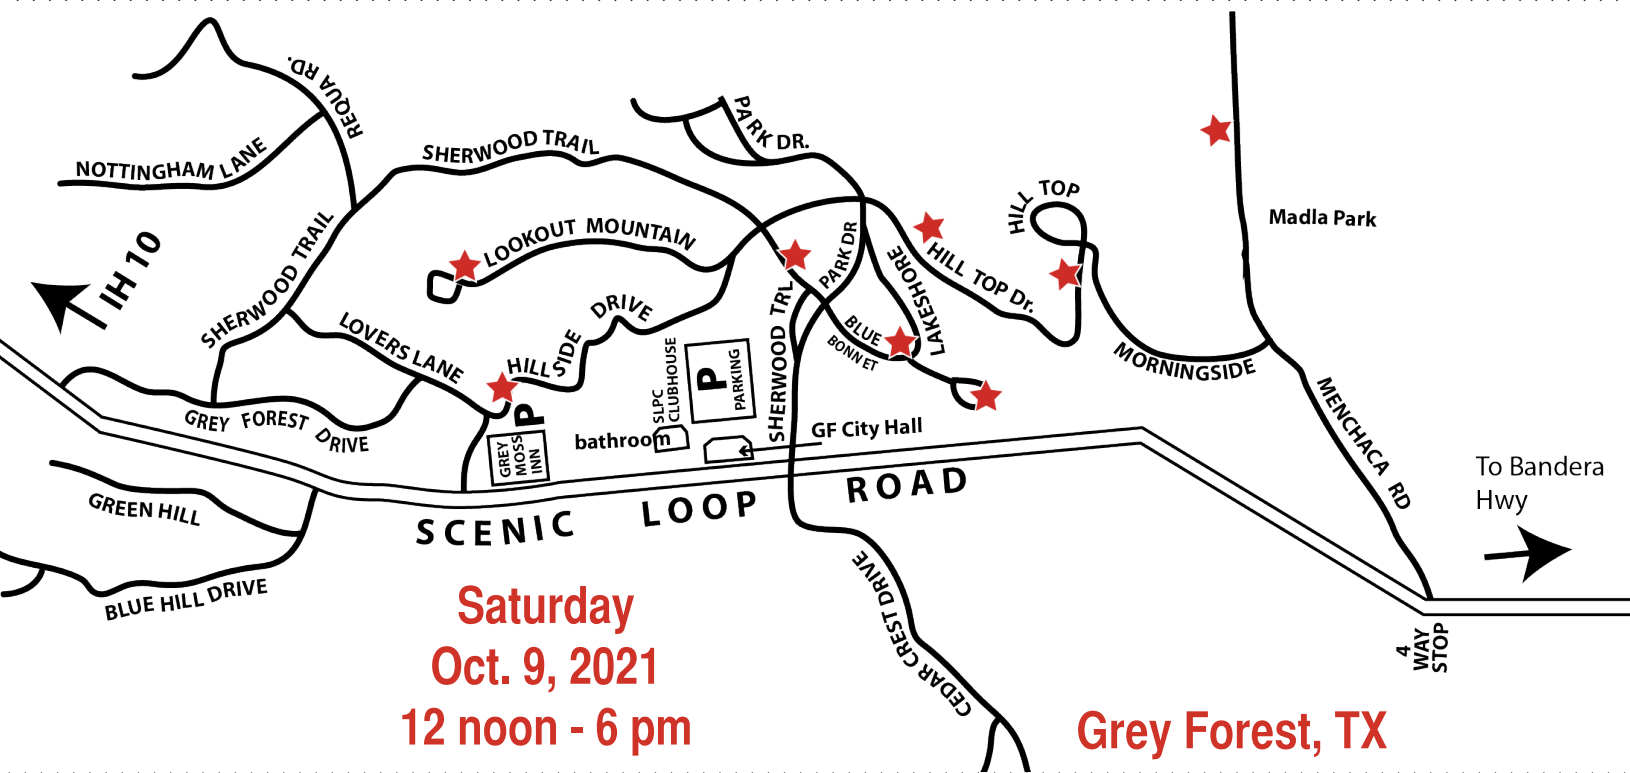 REQUA RD.
NOTTINGHAM LANE
SHERWOOD TRAIL
PARK DR.
HILL TOP
Madla Park
IH 10
SHERWOOD TRAIL
LOOKOUT MOUNTAIN
PARK DR
LAKESHORE
HILL TOP Dr.
LOVERS LANE
HILL SIDE DRIVE
SHERWOOD TRL
BLUE
BONNET
MORNINGSIDE
MENCHACA RD
GREY FOREST DRIVE
P
GREY
MOSS
INN
SLPC
CLUBHOUSE
P
PARKING
bathroom
GF City Hall
To Bandera
Hwy
GREEN HILL
SCENIC LOOP ROAD
BLUE HILL DRIVE
CEDAR CREST DRIVE
4
WAY
STOP
Saturday
Oct. 9, 2021
12 noon - 6 pm
Grey Forest, TX